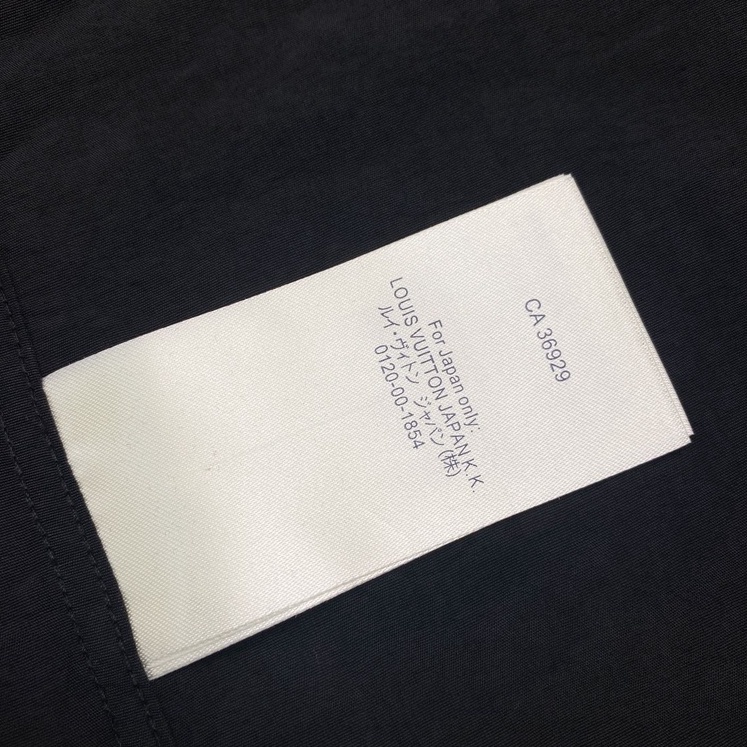 CA 36929
For Japan only:
LOUIS VUITTON JAPAN K.K.
ルイ・ヴィトン ジャパン(株)
0120-00-1854